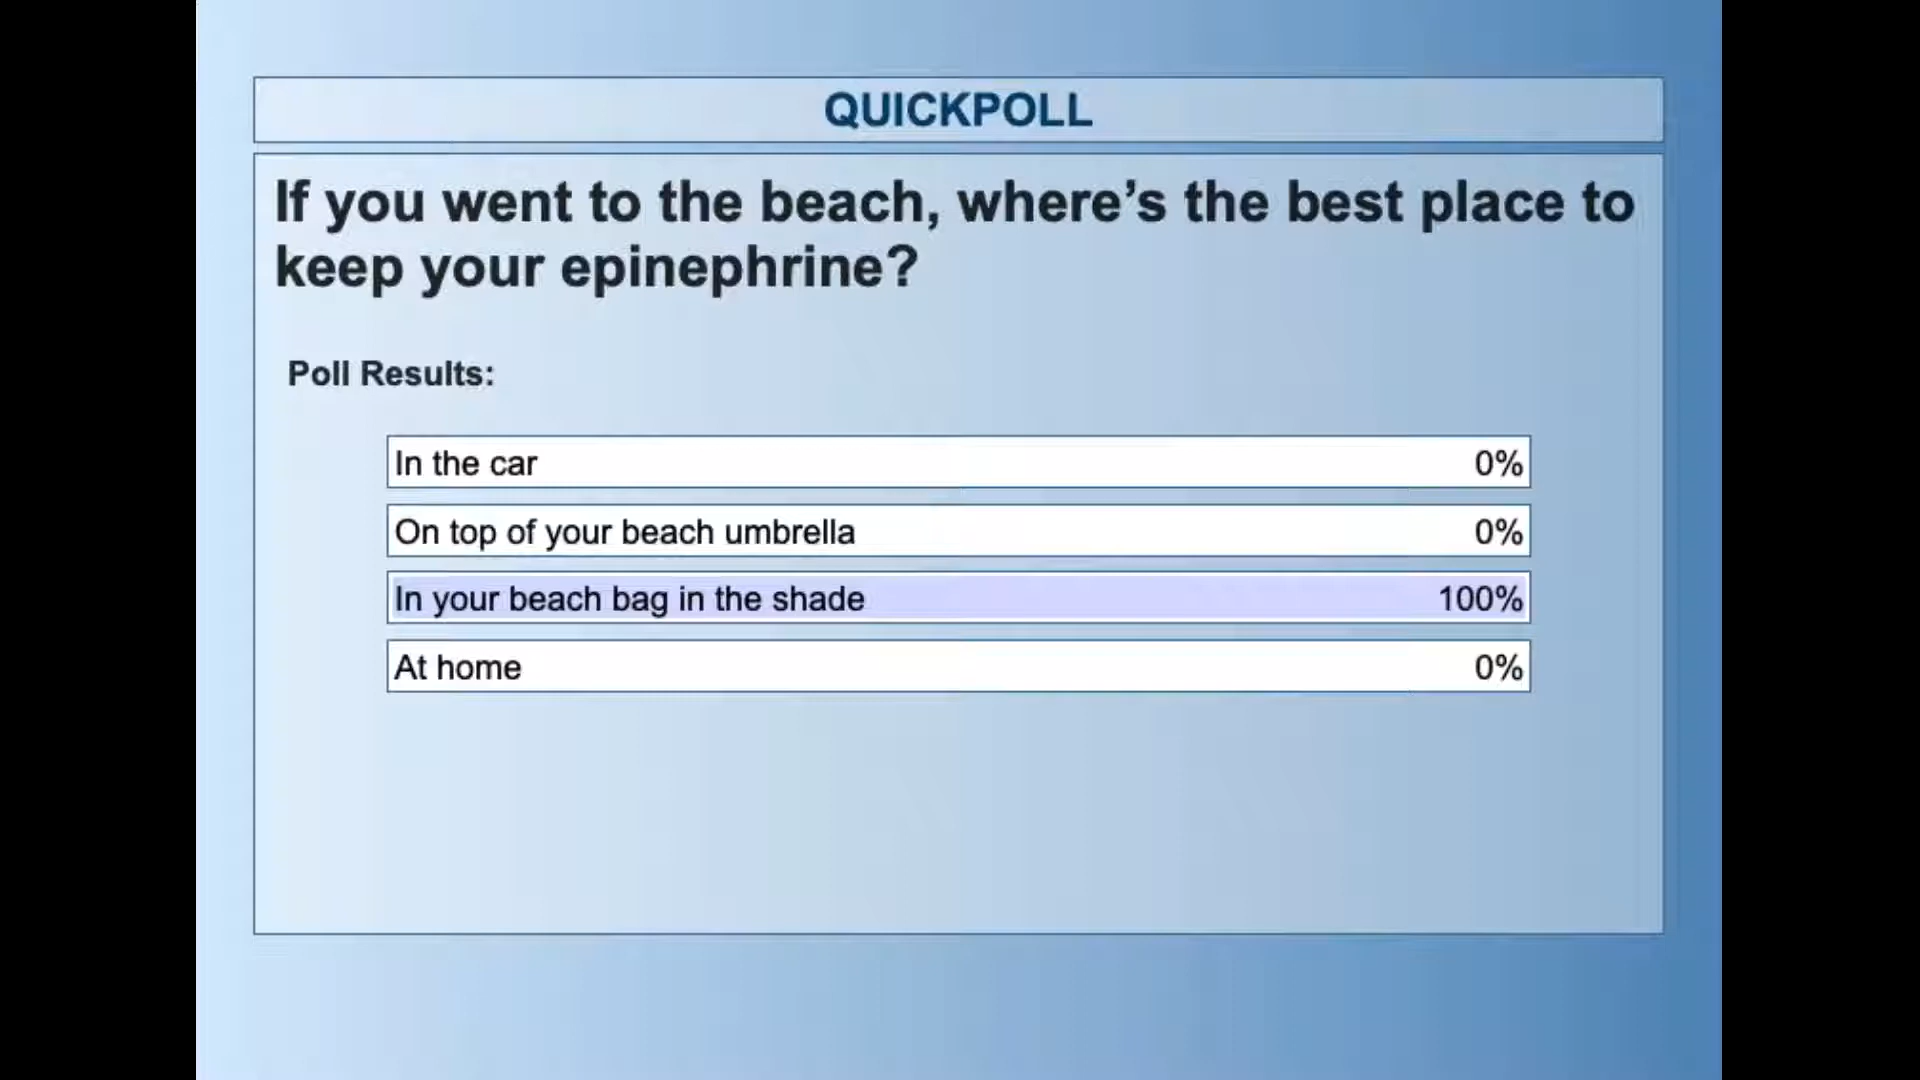 QUICKPOLL
If you went to the beach, where’s the best place to
keep your epinephrine?
Poll Results:
In the car 0%
On top of your beach umbrella 0%
In your beach bag in the shade 100%
At home 0%